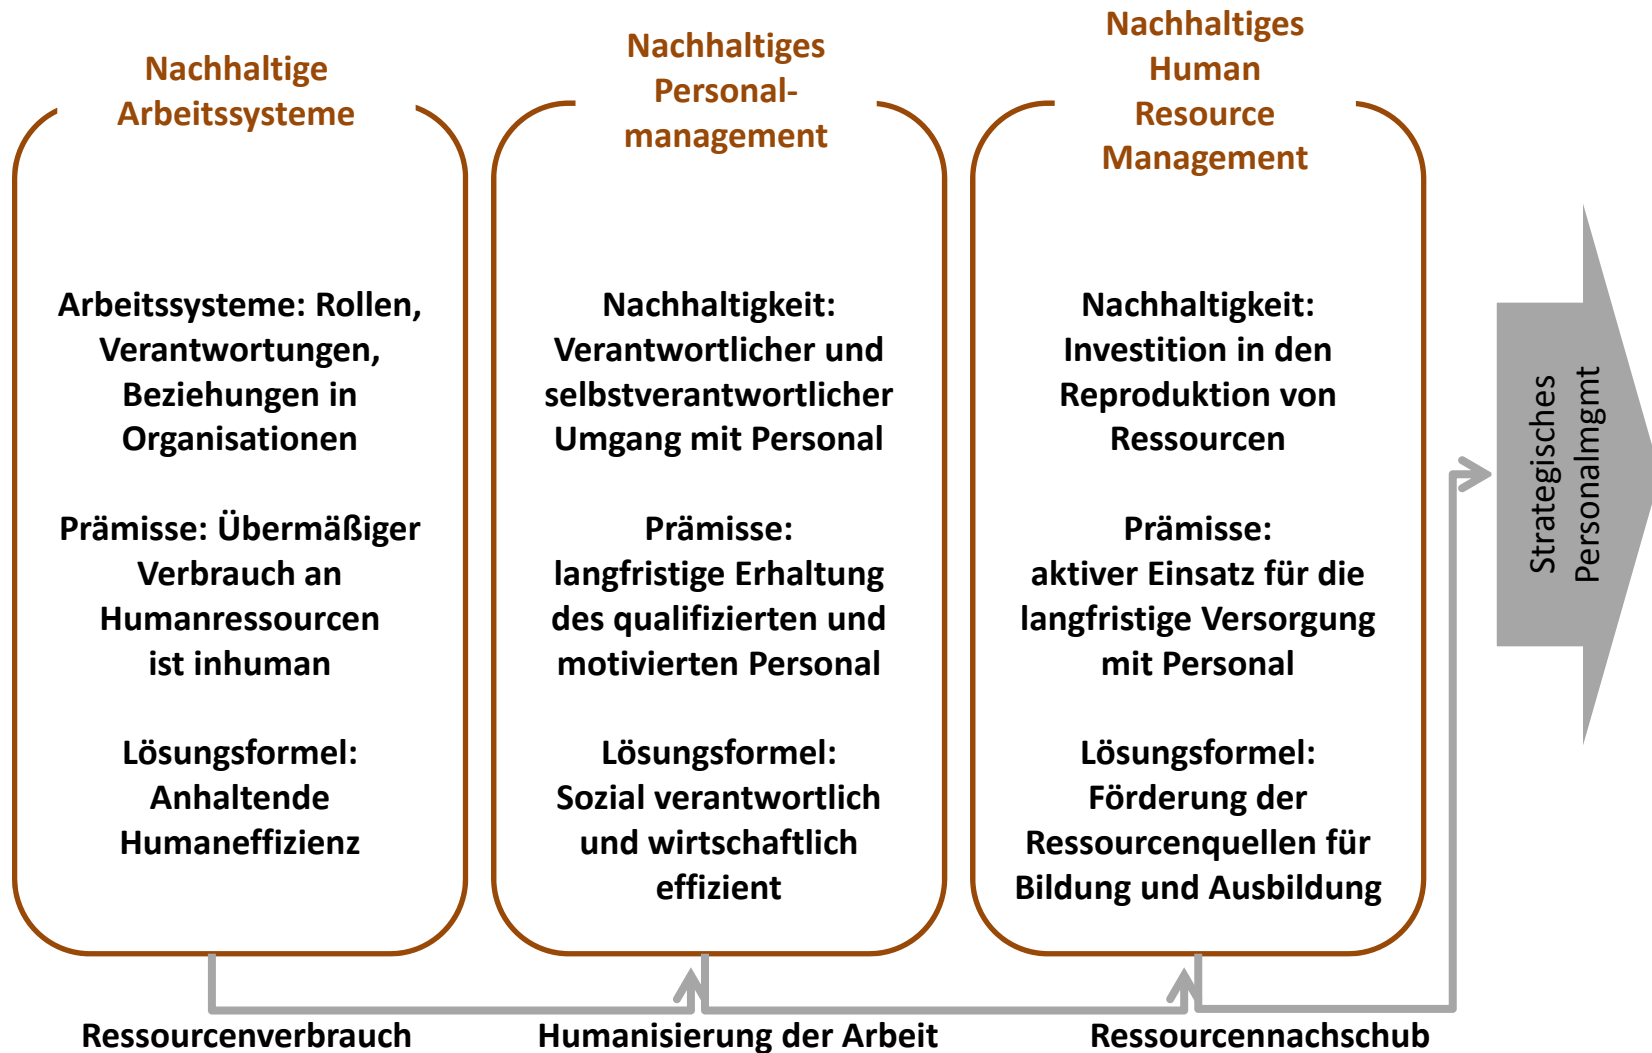 Nachhaltige
Arbeitssysteme
Arbeitssysteme: Rollen,
Verantwortungen,
Beziehungen in
Organisationen
Prämisse: Übermäßiger
Verbrauch an
Humanressourcen
ist inhuman
Lösungsformel:
Anhaltende
Humaneffizienz
Nachhaltiges
Personal-
management
Nachhaltigkeit:
Verantwortlicher und
selbstverantwortlicher
Umgang mit Personal
Prämisse:
langfristige Erhaltung
des qualifizierten und
motivierten Personal
Lösungsformel:
Sozial verantwortlich
und wirtschaftlich
effizient
Nachhaltiges
Human
Resource
Management
Nachhaltigkeit:
Investition in den
Reproduktion von
Ressourcen
Prämisse:
aktiver Einsatz für die
langfristige Versorgung
mit Personal
Lösungsformel:
Förderung der
Ressourcenquellen für
Bildung und Ausbildung
Strategisches
Personalmgmt
Ressourcenverbrauch
Humanisierung der Arbeit
Ressourcennachschub